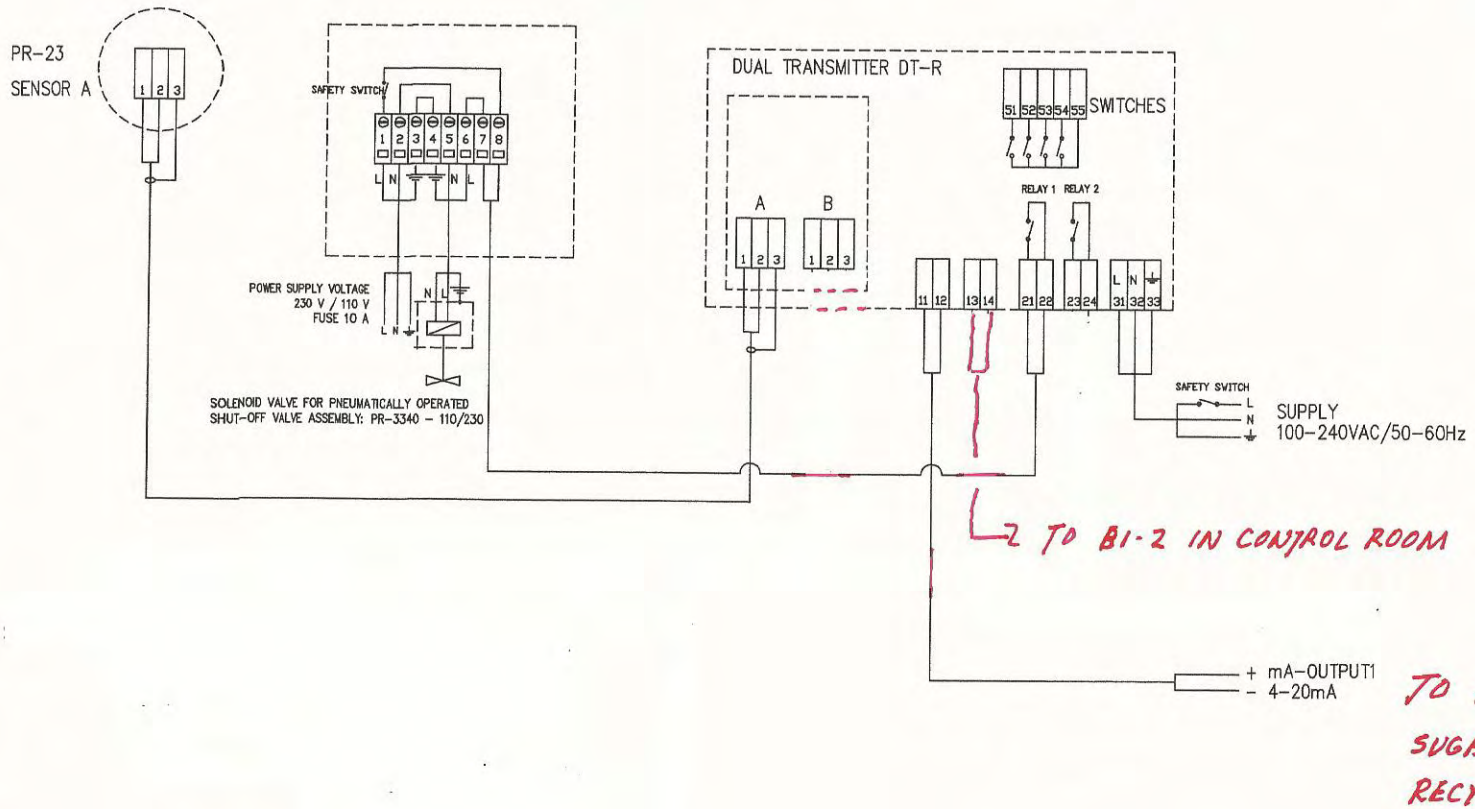 PR-23
SENSOR A
1 2 3
SAFETY SWITCH
1 2 3 4 5 6 7 8
L N N L
POWER SUPPLY VOLTAGE
230 V / 110 V
FUSE 10 A
L N
N L
SOLENOID VALVE FOR PNEUMATICALLY OPERATED
SHUT-OFF VALVE ASSEMBLY: PR-3340 - 110/230
DUAL TRANSMITTER DT-R
51 52 53 54 55 SWITCHES
RELAY 1 RELAY 2
A B
1 2 3 1 2 3
L N
11 12 13 14 21 22 23 24 31 32 33
SAFETY SWITCH
L
N
SUPPLY
100-240VAC/50-60Hz
TO B1-2 IN CONTROL ROOM
+ mA-OUTPUT1
- 4-20mA
TO